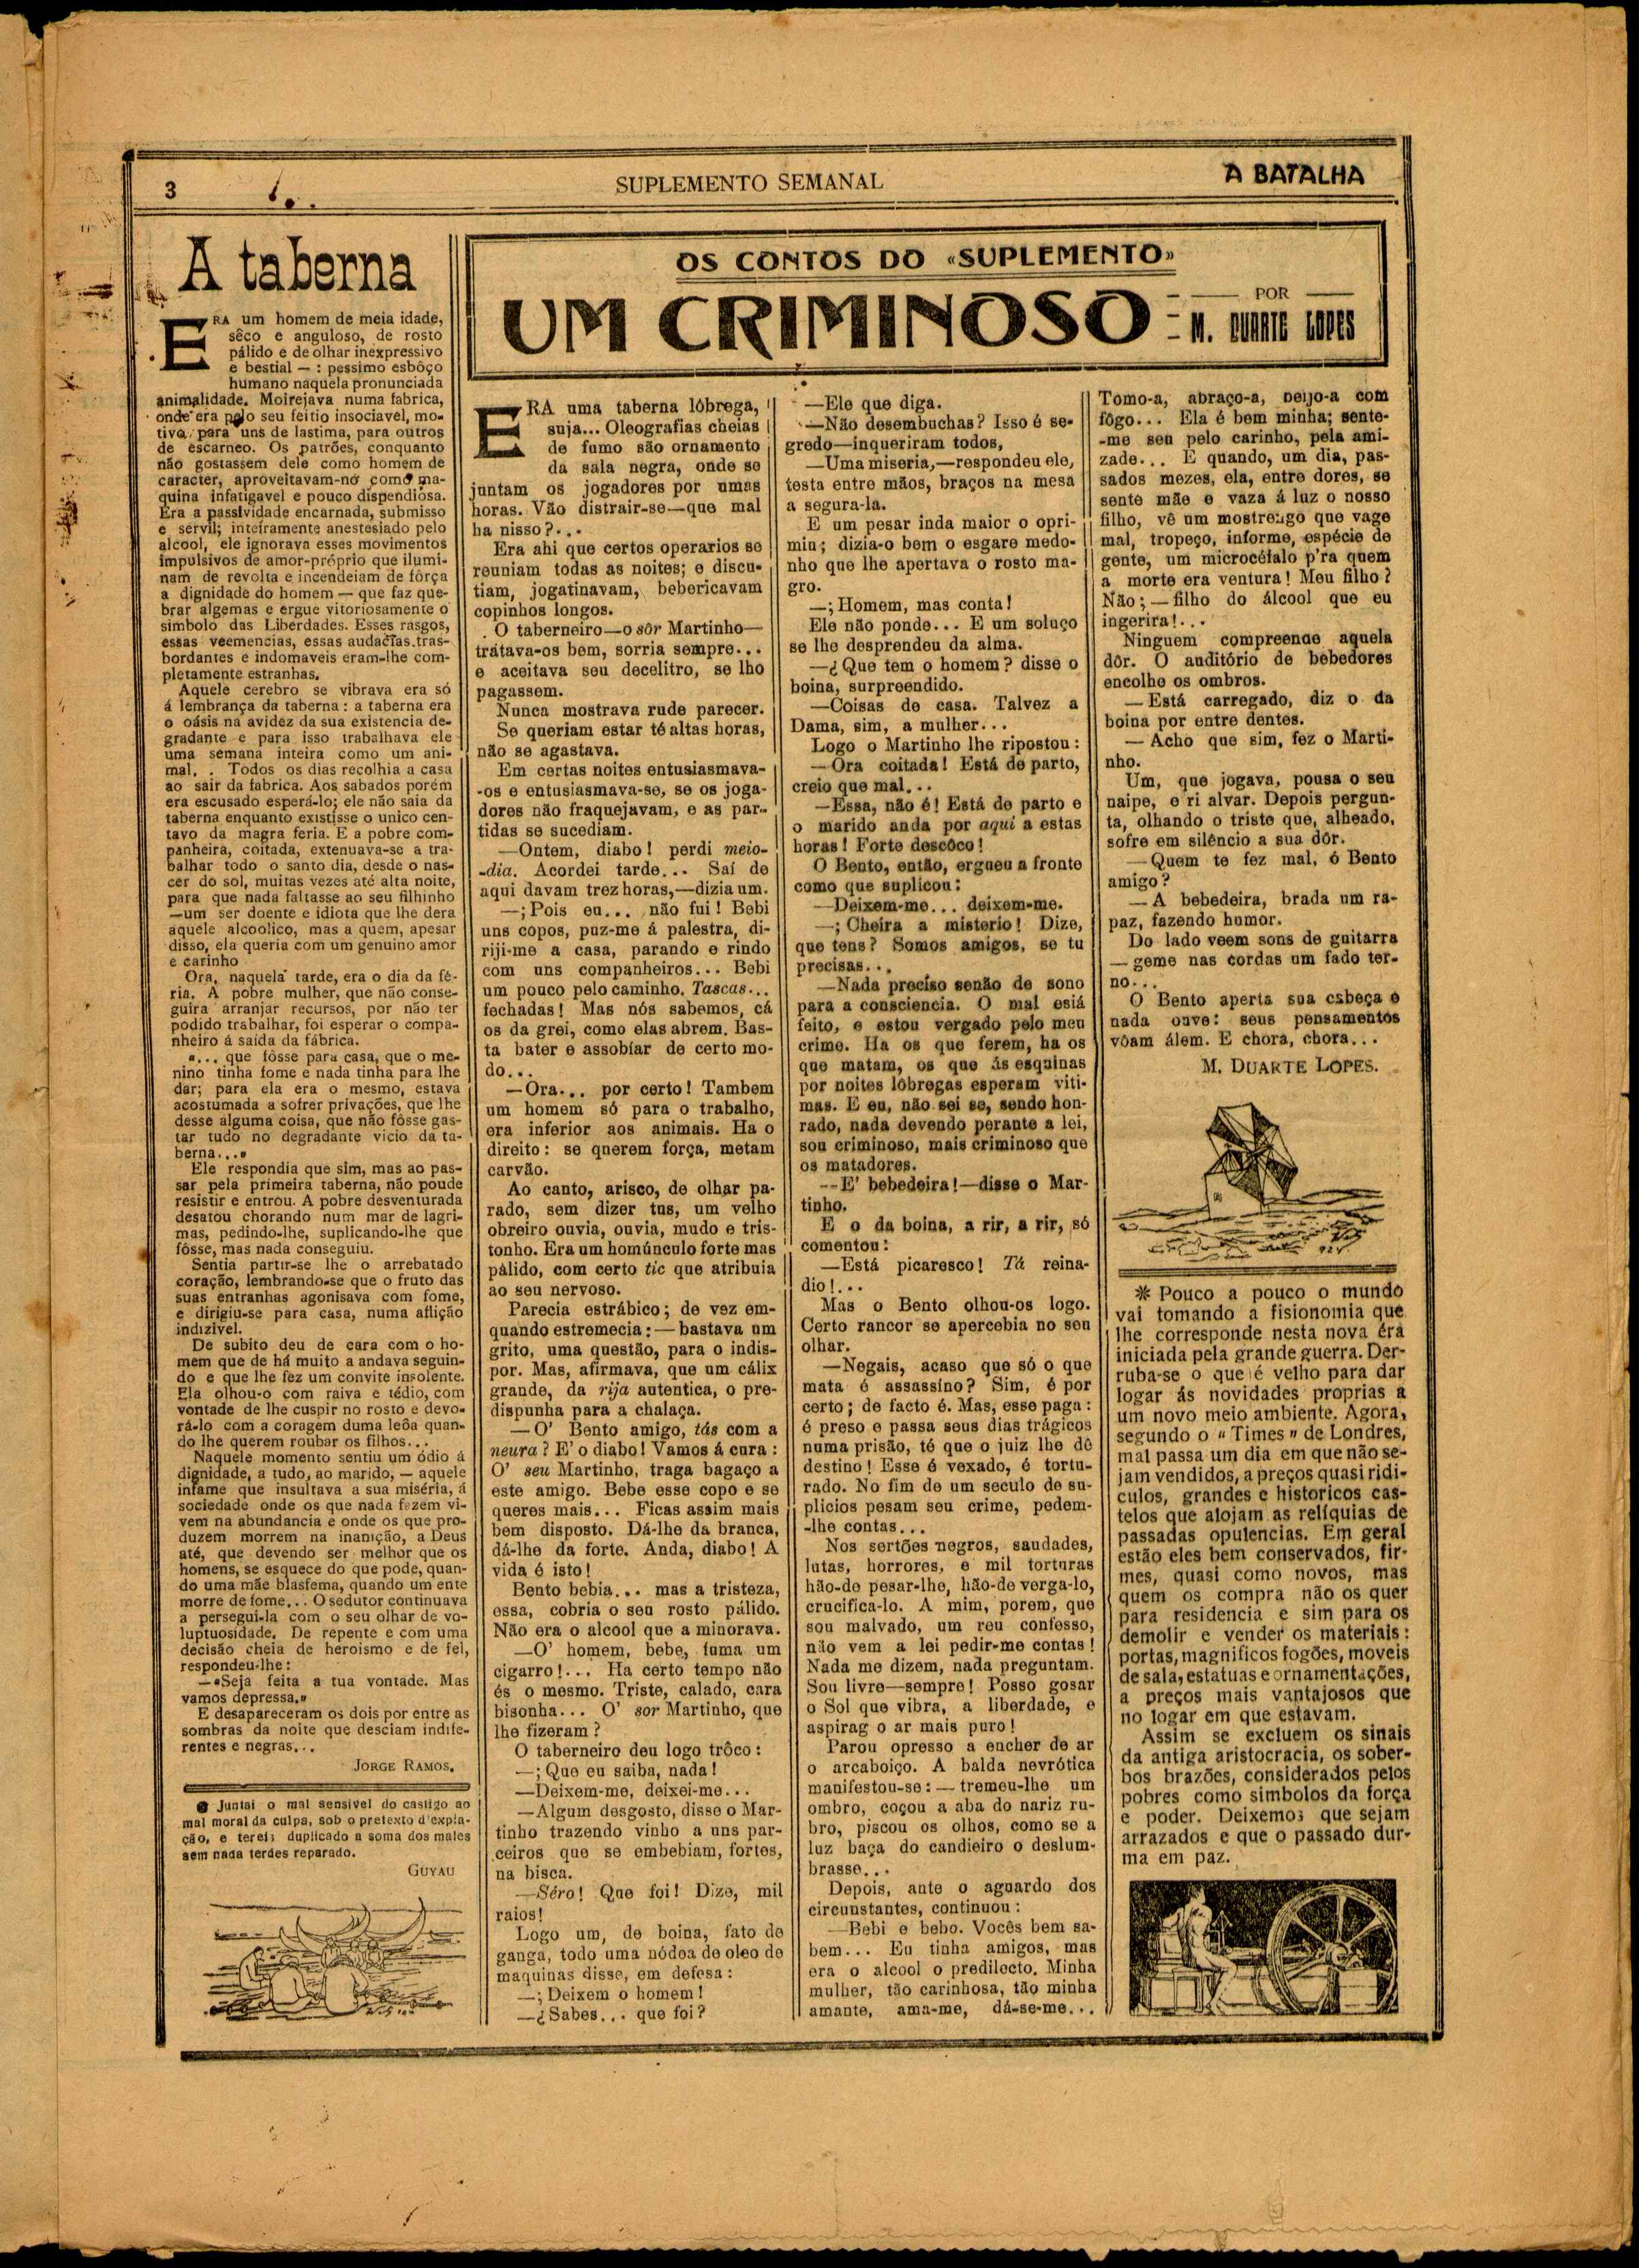 3
SUPLEMENTO SEMANAL
A BATALHA
A taberna
ERA um homem de meia idade,
sêco e anguloso, de rosto
pálido e de olhar inexpressivo
e bestial — : pessimo esbôço
humano naquela pronunciada
animalidade. Moirejava numa fabrica,
onde era pelo seu feitio insociavel, mo-
tivo para uns de lastima, para outros
de escarneo. Os patrões, conquanto
não gostassem dele como homem de
caracter, aproveitavam-no como ma-
quina infatigavel e pouco dispendiosa.
Era a passividade encarnada, submisso
e servil; inteiramente anestesiado pelo
alcool, ele ignorava esses movimentos
impulsivos de amor-próprio que ilumi-
nam de revolta e incendeiam de fôrça
a dignidade do homem — que faz que-
brar algemas e ergue vitoriosamente o
simbolo das Liberdades. Esses rasgos,
essas veemencias, essas audacias tras-
bordantes e indomaveis eram-lhe com-
pletamente estranhas.
Aquele cerebro se vibrava era só
á lembrança da taberna : a taberna era
o oásis na avidez da sua existencia de-
gradante e para isso trabalhava ele
uma semana inteira como um ani-
mal. . Todos os dias recolhia a casa
ao sair da fabrica. Aos sabados porém
era escusado esperá-lo; ele não saia da
taberna enquanto existisse o unico cen-
tavo da magra feria. E a pobre com-
panheira, coitada, extenuava-se a tra-
balhar todo o santo dia, desde o nas-
cer do sol, muitas vezes até alta noite,
para que nada faltasse ao seu filhinho
—um ser doente e idiota que lhe dera
aquele alcoolico, mas a quem, apesar
disso, ela queria com um genuino amor
e carinho
Ora, naquela tarde, era o dia da fé-
ria. A pobre mulher, que não conse-
guira arranjar recursos, por não ter
podido trabalhar, foi esperar o compa-
nheiro á saída da fábrica.
«... que fôsse para casa, que o me-
nino tinha fome e nada tinha para lhe
dar; para ela era o mesmo, estava
acostumada a sofrer privações, que lhe
desse alguma coisa, que não fôsse gas-
tar tudo no degradante vicio da ta-
berna...»
Ele respondia que sim, mas ao pas-
sar pela primeira taberna, não poude
resistir e entrou. A pobre desventurada
desatou chorando num mar de lagri-
mas, pedindo-lhe, suplicando-lhe que
fôsse, mas nada conseguiu.
Sentia partir-se lhe o arrebatado
coração, lembrando-se que o fruto das
suas entranhas agonisava com fome,
e dirigiu-se para casa, numa aflição
indizivel.
De subito deu de cara com o ho-
mem que de há muito a andava seguin-
do e que lhe fez um convite insolente.
Ela olhou-o com raiva e tédio, com
vontade de lhe cuspir no rosto e devo-
rá-lo com a coragem duma leôa quan-
do lhe querem roubar os filhos...
Naquele momento sentiu um ódio á
dignidade, a tudo, ao marido, — aquele
infame que insultava a sua miséria, á
sociedade onde os que nada fazem vi-
vem na abundancia e onde os que pro-
duzem morrem na inanição, a Deus
até, que devendo ser melhor que os
homens, se esquece do que pode, quan-
do uma mãe blasfema, quando um ente
morre de fome... O sedutor continuava
a persegui-la com o seu olhar de vo-
luptuosidade. De repente e com uma
decisão cheia de heroismo e de fel,
respondeu-lhe:
—«Seja feita a tua vontade. Mas
vamos depressa.»
E desapareceram os dois por entre as
sombras da noite que desciam indife-
rentes e negras...
JORGE RAMOS.
Juntai o mal sensivel do castigo ao
mal moral da culpa, sob o pretexto d'expia-
ção, e tereis duplicado a soma dos males
sem nada terdes reparado.
GUYAU
OS CONTOS DO «SUPLEMENTO»
UM CRIMINOSO
POR
M. DUARTE LOPES
ERA uma taberna lôbrega,
suja... Oleografias cheias
de fumo são ornamento
da sala negra, onde se
juntam os jogadores por umas
horas. Vão distrair-se—que mal
ha nisso?...
Era ahi que certos operarios se
reuniam todas as noites; e discu-
tiam, jogatinavam, bebericavam
copinhos longos.
O taberneiro—o sôr Martinho—
tratava-os bem, sorria sempre...
e aceitava seu decelitro, se lho
pagassem.
Nunca mostrava rude parecer.
Se queriam estar té altas horas,
não se agastava.
Em certas noites entusiasmava-
-os e entusiasmava-se, se os joga-
dores não fraquejavam, e as par-
tidas se sucediam.
—Ontem, diabo! perdi meio-
-dia. Acordei tarde... Saí de
aqui davam trez horas,—dizia um.
—¡Pois eu... não fui! Bebi
uns copos, puz-me á palestra, di-
riji-me a casa, parando e rindo
com uns companheiros... Bebi
um pouco pelo caminho. Tascas...
fechadas! Mas nós sabemos, cá
os da grei, como elas abrem. Bas-
ta bater e assobiar de certo mo-
do...
—Ora... por certo! Tambem
um homem só para o trabalho,
era inferior aos animais. Ha o
direito: se querem força, metam
carvão.
Ao canto, arisco, de olhar pa-
rado, sem dizer tus, um velho
obreiro ouvia, ouvia, mudo e tris-
tonho. Era um homúnculo forte mas
pálido, com certo tic que atribuia
ao seu nervoso.
Parecia estrábico; de vez em-
quando estremecia:—bastava um
grito, uma questão, para o indis-
por. Mas, afirmava, que um cálix
grande, da rija autentica, o pre-
dispunha para a chalaça.
—O' Bento amigo, tás com a
neura? E' o diabo! Vamos á cura:
O' seu Martinho, traga bagaço a
este amigo. Bebe esse copo e se
queres mais... Ficas assim mais
bem disposto. Dá-lhe da branca,
dá-lhe da forte. Anda, diabo! A
vida é isto!
Bento bebia... mas a tristeza,
essa, cobria o seu rosto pálido.
Não era o alcool que a minorava.
—O' homem, bebe, fuma um
cigarro!... Ha certo tempo não
és o mesmo. Triste, calado, cara
bisonha... O' sor Martinho, que
lhe fizeram?
O taberneiro deu logo trôco:
—¡Que eu saiba, nada!
—Deixem-me, deixei-me...
—Algum desgosto, disse o Mar-
tinho trazendo vinho a uns par-
ceiros que se embebiam, fortes,
na bisca.
—Séro! Que foi! Dize, mil
raios!
Logo um, de boina, fato de
ganga, todo uma nódoa de oleo de
maquinas disse, em defesa:
—¡Deixem o homem!
—¿Sabes... que foi?
—Ele que diga.
—Não desembuchas? Isso é se-
gredo—inqueriram todos,
—Uma miseria,—respondeu ele,
testa entre mãos, braços na mesa
a segura-la.
E um pesar inda maior o opri-
miu; dizia-o bem o esgare medo-
nho que lhe apertava o rosto ma-
gro.
—¡Homem, mas conta!
Ele não poude... E um soluço
se lhe desprendeu da alma.
—¿Que tem o homem? disse o
boina, surpreendido.
—Coisas de casa. Talvez a
Dama, sim, a mulher...
Logo o Martinho lhe ripostou:
—Ora coitada! Está de parto,
creio que mal...
—Essa, não é! Está de parto e
o marido anda por aqui a estas
horas! Forte descôco!
O Bento, então, ergueu a fronte
como que suplicou:
—Deixem-me... deixem-me.
—¡Cheira a misterio! Dize,
que tens? Somos amigos, se tu
precisas...
—Nada preciso senão de sono
para a consciencia. O mal está
feito, e estou vergado pelo meu
crime. Ha os que ferem, ha os
que matam, os que ás esquinas
por noites lôbregas esperam viti-
mas. E eu, não sei se, sendo hon-
rado, nada devendo perante a lei,
sou criminoso, mais criminoso que
os matadores.
--E' bebedeira!—disse o Mar-
tinho.
E o da boina, a rir, a rir, só
comentou:
—Está picaresco! Tá reina-
dio!...
Mas o Bento olhou-os logo.
Certo rancor se apercebia no seu
olhar.
—Negais, acaso que só o que
mata é assassino? Sim, é por
certo; de facto é. Mas, esse paga:
é preso e passa seus dias trágicos
numa prisão, té que o juiz lhe dê
destino! Esse é vexado, é tortu-
rado. No fim de um seculo de su-
plicios pesam seu crime, pedem-
-lhe contas...
Nos sertões negros, saudades,
lutas, horrores, e mil torturas
hão-de pesar-lhe, hão-de verga-lo,
crucifica-lo. A mim, porem, que
sou malvado, um reu confesso,
não vem a lei pedir-me contas!
Nada me dizem, nada preguntam.
Sou livre—sempre! Posso gosar
o Sol que vibra, a liberdade, e
aspirag o ar mais puro!
Parou opresso a encher de ar
o arcaboiço. A balda nevrótica
manifestou-se:—tremeu-lhe um
ombro, coçou a aba do nariz ru-
bro, piscou os olhos, como se a
luz baça do candieiro o deslum-
brasse...
Depois, ante o aguardo dos
circunstantes, continuou:
—Bebi e bebo. Vocês bem sa-
bem... Eu tinha amigos, mas
era o alcool o predilecto. Minha
mulher, tão carinhosa, tão minha
amante, ama-me, dá-se-me...
Tomo-a, abraço-a, beijo-a com
fôgo... Ela é bem minha; sente-
-me seu pelo carinho, pela ami-
zade... E quando, um dia, pas-
sados mezes, ela, entre dores, se
sente mãe e vaza á luz o nosso
filho, vê um mostrengo que vage
mal, tropeço, informe, espécie de
gente, um microcéfalo p'ra quem
a morte era ventura! Meu filho?
Não;—filho do álcool que eu
ingerira!...
Ninguem compreende aquela
dôr. O auditório de bebedores
encolhe os ombros.
—Está carregado, diz o da
boina por entre dentes.
—Acho que sim, fez o Marti-
nho.
Um, que jogava, pousa o seu
naipe, e ri alvar. Depois pergun-
ta, olhando o triste que, alheado,
sofre em silêncio a sua dôr.
—Quem te fez mal, ó Bento
amigo?
—A bebedeira, brada um ra-
paz, fazendo humor.
Do lado veem sons de guitarra
—geme nas cordas um fado ter-
no...
O Bento aperta sua cabeça e
nada ouve: seus pensamentos
vôam álem. E chora, chora...
M. DUARTE LOPES.
✻ Pouco a pouco o mundo
vai tomando a fisionomia que
lhe corresponde nesta nova éra
iniciada pela grande guerra. Der-
ruba-se o que é velho para dar
logar ás novidades proprias a
um novo meio ambiente. Agora,
segundo o «Times» de Londres,
mal passa um dia em que não se-
jam vendidos, a preços quasi ridi-
culos, grandes e historicos cas-
telos que alojam as relíquias de
passadas opulencias. Em geral
estão eles bem conservados, fir-
mes, quasi como novos, mas
quem os compra não os quer
para residencia e sim para os
demolir e vender os materiais:
portas, magnificos fogões, moveis
de sala, estatuas e ornamentações,
a preços mais vantajosos que
no logar em que estavam.
Assim se excluem os sinais
da antiga aristocracia, os sober-
bos brazões, considerados pelos
pobres como simbolos da força
e poder. Deixemos que sejam
arrazados e que o passado dur-
ma em paz.